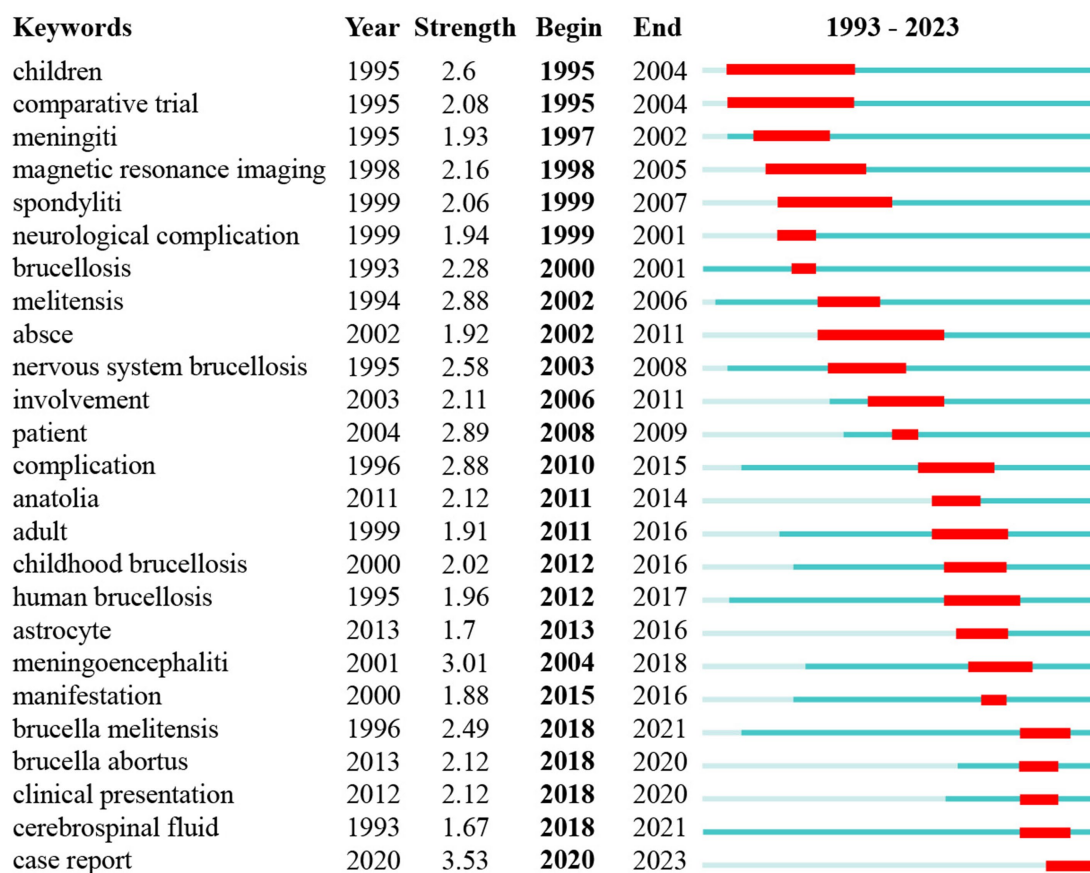 Keywords Year Strength Begin End 1993 - 2023
children 1995 2.6 1995 2004
comparative trial 1995 2.08 1995 2004
meningiti 1995 1.93 1997 2002
magnetic resonance imaging 1998 2.16 1998 2005
spondyliti 1999 2.06 1999 2007
neurological complication 1999 1.94 1999 2001
brucellosis 1993 2.28 2000 2001
melitensis 1994 2.88 2002 2006
absce 2002 1.92 2002 2011
nervous system brucellosis 1995 2.58 2003 2008
involvement 2003 2.11 2006 2011
patient 2004 2.89 2008 2009
complication 1996 2.88 2010 2015
anatolia 2011 2.12 2011 2014
adult 1999 1.91 2011 2016
childhood brucellosis 2000 2.02 2012 2016
human brucellosis 1995 1.96 2012 2017
astrocyte 2013 1.7 2013 2016
meningoencephaliti 2001 3.01 2004 2018
manifestation 2000 1.88 2015 2016
brucella melitensis 1996 2.49 2018 2021
brucella abortus 2013 2.12 2018 2020
clinical presentation 2012 2.12 2018 2020
cerebrospinal fluid 1993 1.67 2018 2021
case report 2020 3.53 2020 2023